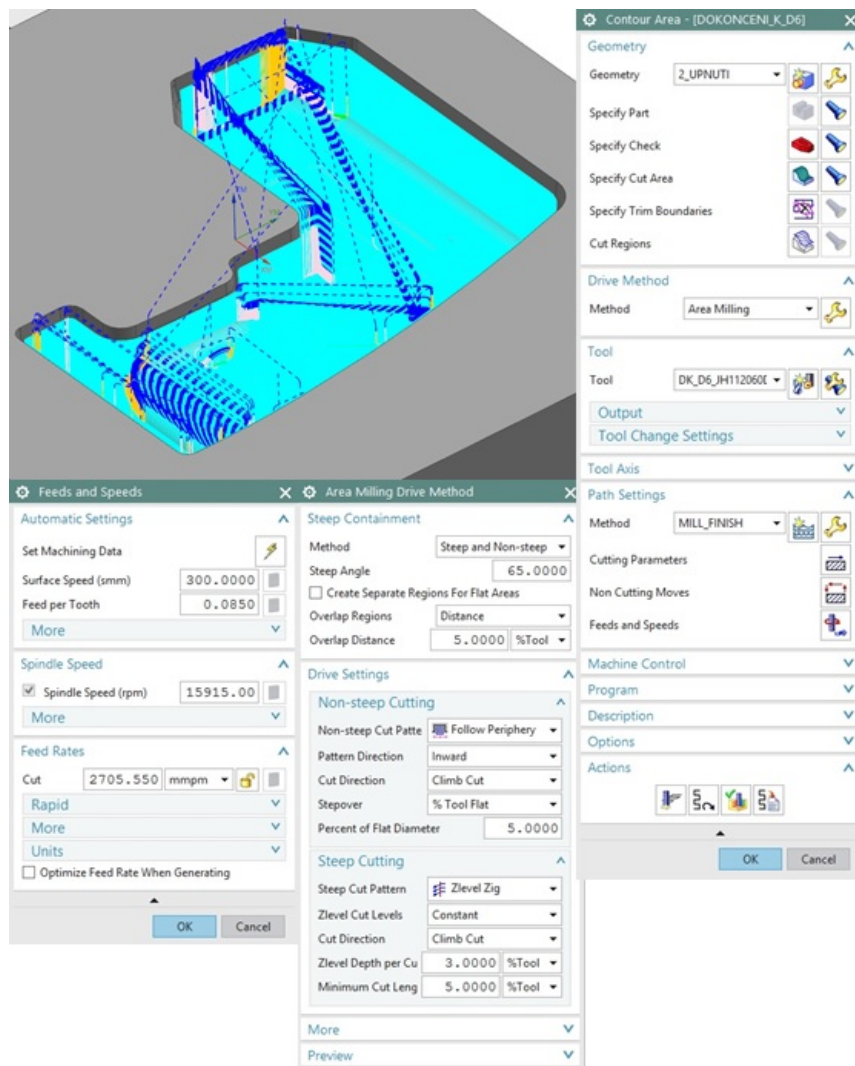 Contour Area - [DOKONCENI_K_D6]
Geometry
Geometry 2_UPNUTI
Specify Part
Specify Check
Specify Cut Area
Specify Trim Boundaries
Cut Regions
Drive Method
Method Area Milling
Tool
Tool DK_D6_JH112060
Output
Tool Change Settings
Tool Axis
Path Settings
Method MILL_FINISH
Cutting Parameters
Non Cutting Moves
Feeds and Speeds
Machine Control
Program
Description
Options
Actions
OK Cancel
Feeds and Speeds
Automatic Settings
Set Machining Data
Surface Speed (smm) 300.0000
Feed per Tooth 0.0850
More
Spindle Speed
Spindle Speed (rpm) 15915.00
More
Feed Rates
Cut 2705.550 mmpm
Rapid
More
Units
Optimize Feed Rate When Generating
OK Cancel
Area Milling Drive Method
Steep Containment
Method Steep and Non-steep
Steep Angle 65.0000
Create Separate Regions For Flat Areas
Overlap Regions Distance
Overlap Distance 5.0000 %Tool
Drive Settings
Non-steep Cutting
Non-steep Cut Patte Follow Periphery
Pattern Direction Inward
Cut Direction Climb Cut
Stepover % Tool Flat
Percent of Flat Diameter 5.0000
Steep Cutting
Steep Cut Pattern Zlevel Zig
Zlevel Cut Levels Constant
Cut Direction Climb Cut
Zlevel Depth per Cu 3.0000 %Tool
Minimum Cut Leng 5.0000 %Tool
More
Preview